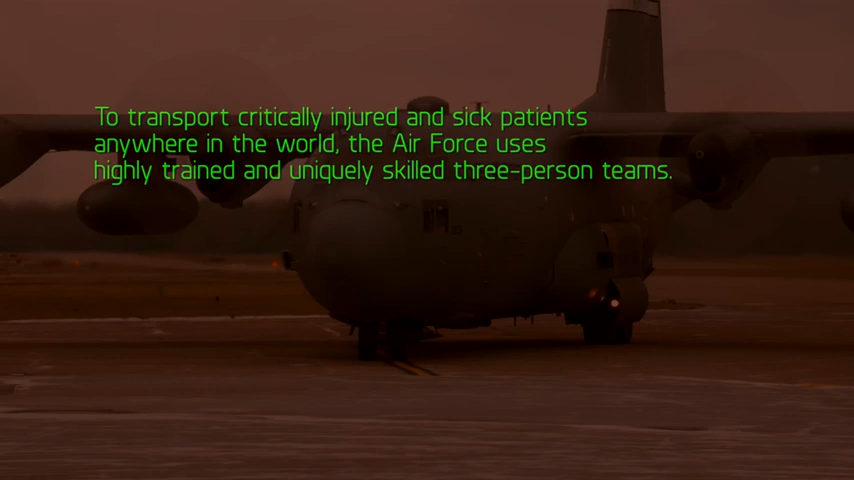 To transport critically injured and sick patients
anywhere in the world, the Air Force uses
highly trained and uniquely skilled three-person teams.